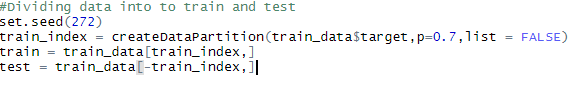 #Dividing data into to train and test
set.seed(272)
train_index = createDataPartition(train_data$target,p=0.7,list = FALSE)
train = train_data[train_index,]
test = train_data[-train_index,]